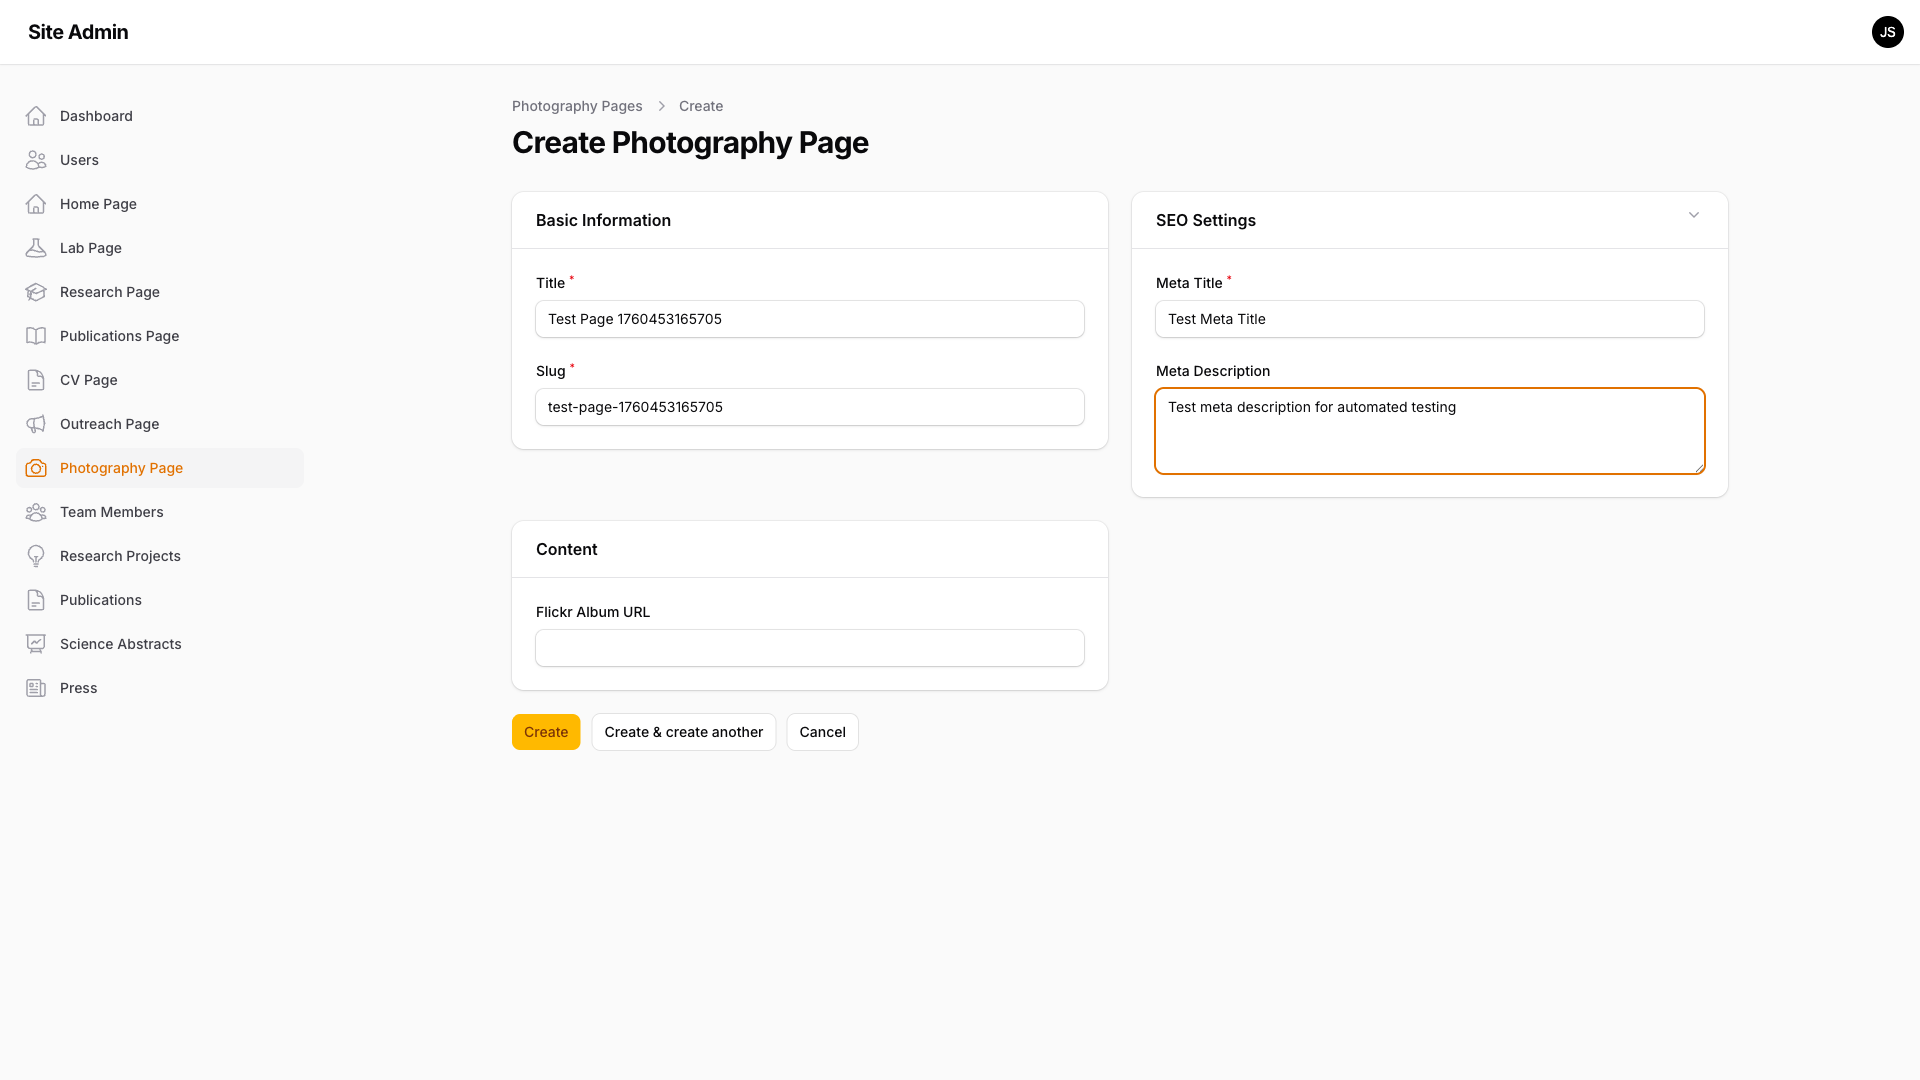 Site Admin
JS
Dashboard
Users
Home Page
Lab Page
Research Page
Publications Page
CV Page
Outreach Page
Photography Page
Team Members
Research Projects
Publications
Science Abstracts
Press
Photography Pages > Create
Create Photography Page
Basic Information
Title *
Test Page 1760453165705
Slug *
test-page-1760453165705
SEO Settings
Meta Title *
Test Meta Title
Meta Description
Test meta description for automated testing
Content
Flickr Album URL
Create
Create & create another
Cancel